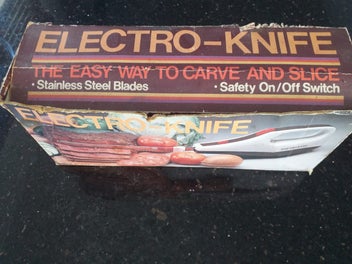 ELECTRO-KNIFE
THE EASY WAY TO CARVE AND SLICE
• Stainless Steel Blades • Safety On/Off Switch
ELECTRO-KNIFE